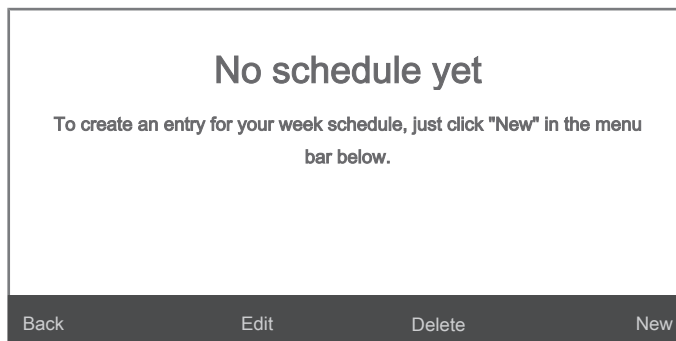 No schedule yet
To create an entry for your week schedule, just click "New" in the menu
bar below.
Back Edit Delete New